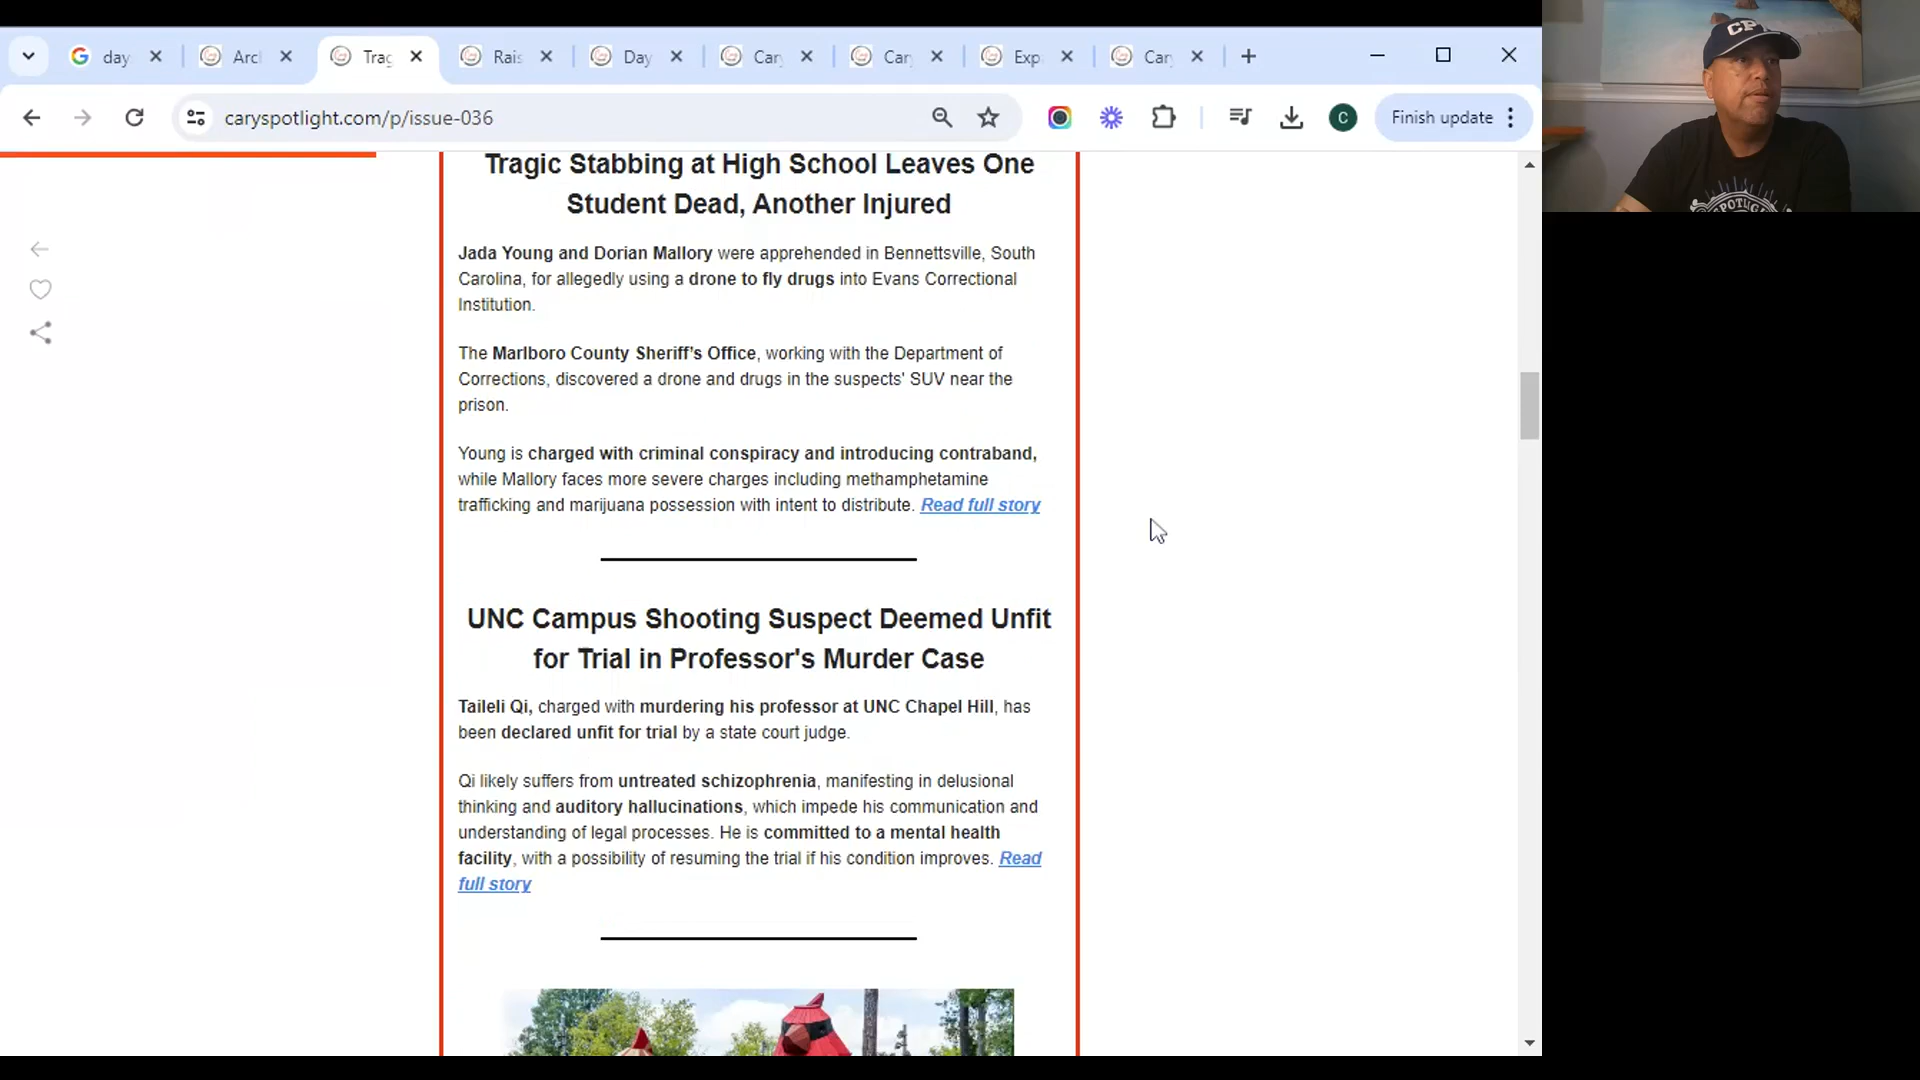 day
Arc
Trag
Rais
Day
Cary
Cary
Exp
Cary
caryspotlight.com/p/issue-036
C
Finish update
CP
SPOTLIG
Tragic Stabbing at High School Leaves One
Student Dead, Another Injured
Jada Young and Dorian Mallory were apprehended in Bennettsville, South
Carolina, for allegedly using a drone to fly drugs into Evans Correctional
Institution.
The Marlboro County Sheriff’s Office, working with the Department of
Corrections, discovered a drone and drugs in the suspects' SUV near the
prison.
Young is charged with criminal conspiracy and introducing contraband,
while Mallory faces more severe charges including methamphetamine
trafficking and marijuana possession with intent to distribute. Read full story
UNC Campus Shooting Suspect Deemed Unfit
for Trial in Professor's Murder Case
Taileli Qi, charged with murdering his professor at UNC Chapel Hill, has
been declared unfit for trial by a state court judge.
Qi likely suffers from untreated schizophrenia, manifesting in delusional
thinking and auditory hallucinations, which impede his communication and
understanding of legal processes. He is committed to a mental health
facility, with a possibility of resuming the trial if his condition improves. Read
full story